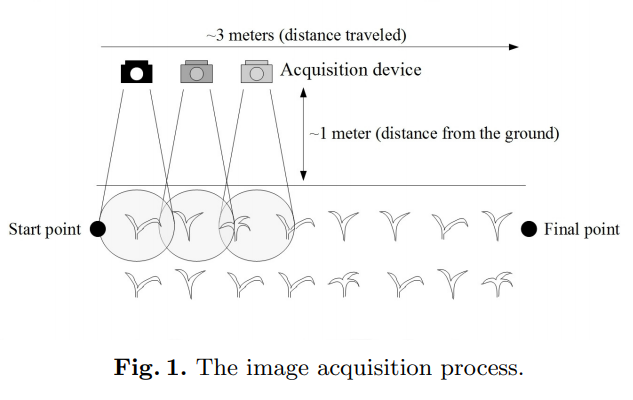 ~3 meters (distance traveled)
Acquisition device
~1 meter (distance from the ground)
Start point
Final point
Fig. 1. The image acquisition process.